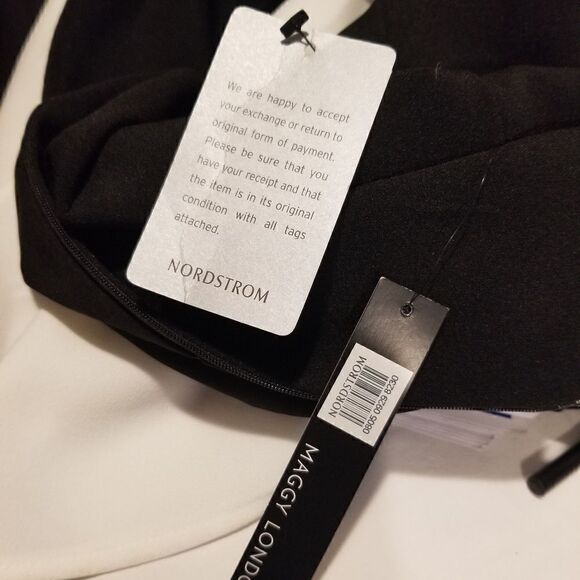 We are happy to accept
your exchange or return to
original form of payment.
Please be sure that you
have your receipt and that
the item is in its original
condition with all tags
attached.
NORDSTROM
NORDSTROM
0805 0929 8230
MAGGY LONDO